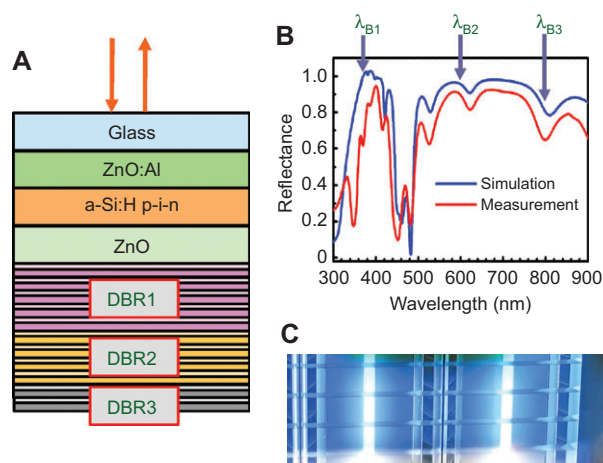 A
Glass
ZnO:Al
a-Si:H p-i-n
ZnO
DBR1
DBR2
DBR3
B
λB1 λB2 λB3
1.0
0.8
0.6
0.4
0.2
0
Reflectance
Simulation
Measurement
300 400 500 600 700 800 900
Wavelength (nm)
C